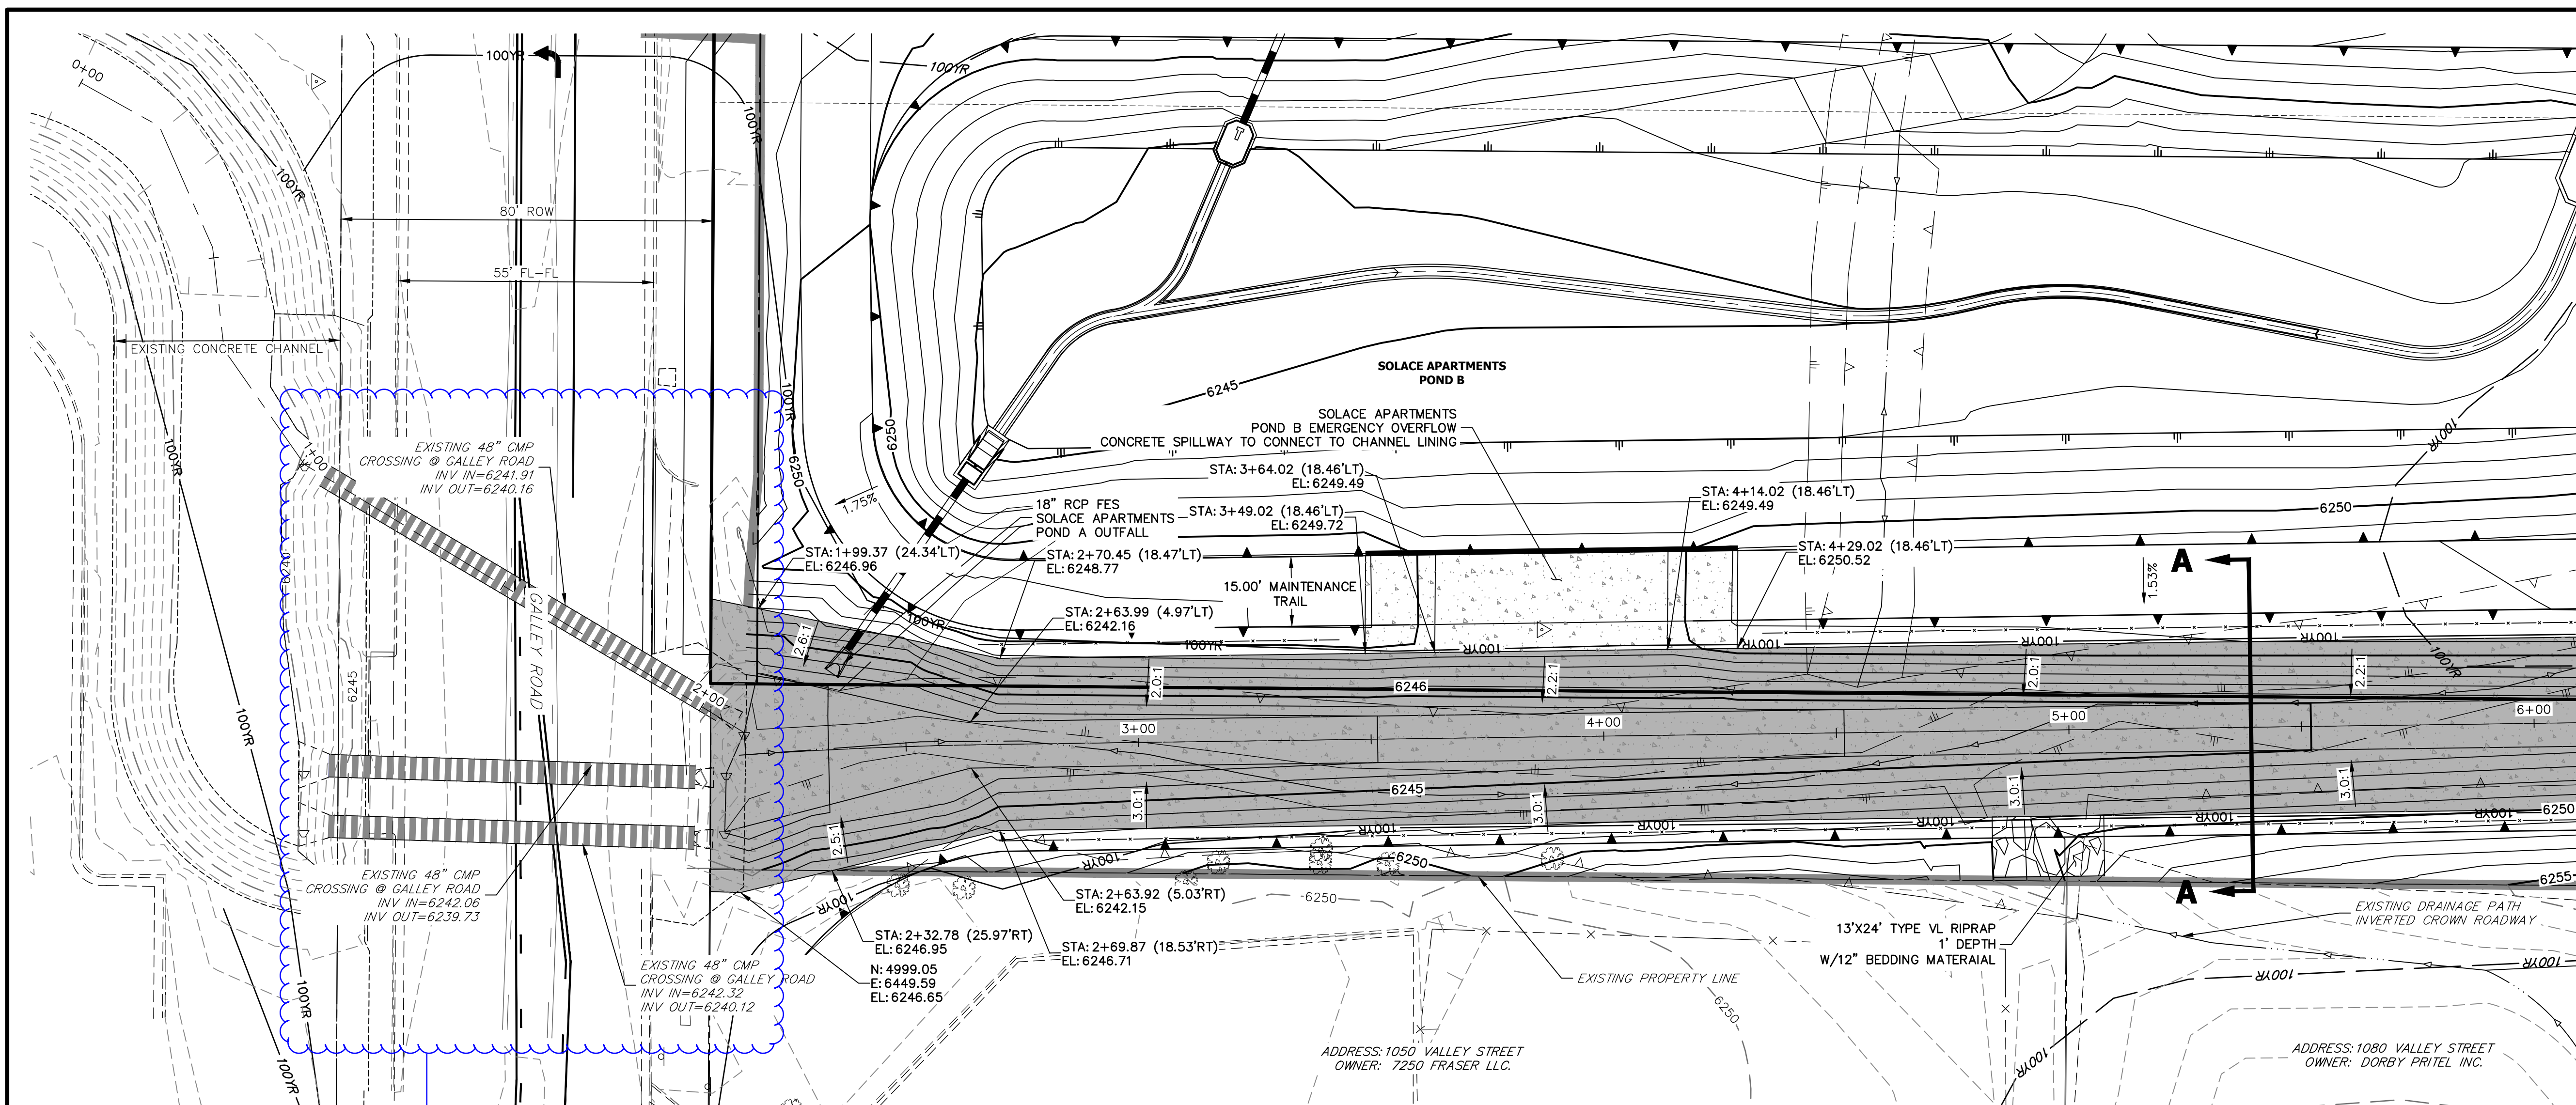 0+00
100YR
100YR
100YR
100YR
T
80' ROW
55' FL-FL
EXISTING CONCRETE CHANNEL
100YR
100YR
100YR
100YR
100YR
GALLEY ROAD
1+00
2+00
EXISTING 48" CMP
CROSSING @ GALLEY ROAD
INV IN=6241.91
INV OUT=6240.16
6245
100YR
6250
6250
1.75%
6245
SOLACE APARTMENTS
POND B
SOLACE APARTMENTS
POND B EMERGENCY OVERFLOW
CONCRETE SPILLWAY TO CONNECT TO CHANNEL LINING
STA: 3+64.02 (18.46'LT)
EL: 6249.49
STA: 3+49.02 (18.46'LT)
EL: 6249.72
18" RCP FES
SOLACE APARTMENTS
POND A OUTFALL
STA: 1+99.37 (24.34'LT)
EL: 6246.96
STA: 2+70.45 (18.47'LT)
EL: 6248.77
15.00' MAINTENANCE
TRAIL
STA: 2+63.99 (4.97'LT)
EL: 6242.16
STA: 4+14.02 (18.46'LT)
EL: 6249.49
STA: 4+29.02 (18.46'LT)
EL: 6250.52
6250
100YR
1.53%
A
100YR
100YR
100YR
100YR
100YR
100YR
100YR
2.6:1
2.0:1
2.2:1
2.0:1
2.2:1
6246
3+00
4+00
5+00
6+00
6245
2.5:1
3.0:1
3.0:1
3.0:1
3.0:1
100YR
100YR
100YR
100YR
100YR
6250
6250
100YR
100YR
6250
6255
A
EXISTING 48" CMP
CROSSING @ GALLEY ROAD
INV IN=6242.06
INV OUT=6239.73
EXISTING 48" CMP
CROSSING @ GALLEY ROAD
INV IN=6242.32
INV OUT=6240.12
STA: 2+32.78 (25.97'RT)
EL: 6246.95
N: 4999.05
E: 6449.59
EL: 6246.65
STA: 2+63.92 (5.03'RT)
EL: 6242.15
STA: 2+69.87 (18.53'RT)
EL: 6246.71
EXISTING PROPERTY LINE
6250
13'X24' TYPE VL RIPRAP
1' DEPTH
W/12" BEDDING MATERAIAL
EXISTING DRAINAGE PATH
INVERTED CROWN ROADWAY
100YR
100YR
100YR
ADDRESS: 1050 VALLEY STREET
OWNER: 7250 FRASER LLC.
ADDRESS: 1080 VALLEY STREET
OWNER: DORBY PRITEL INC.